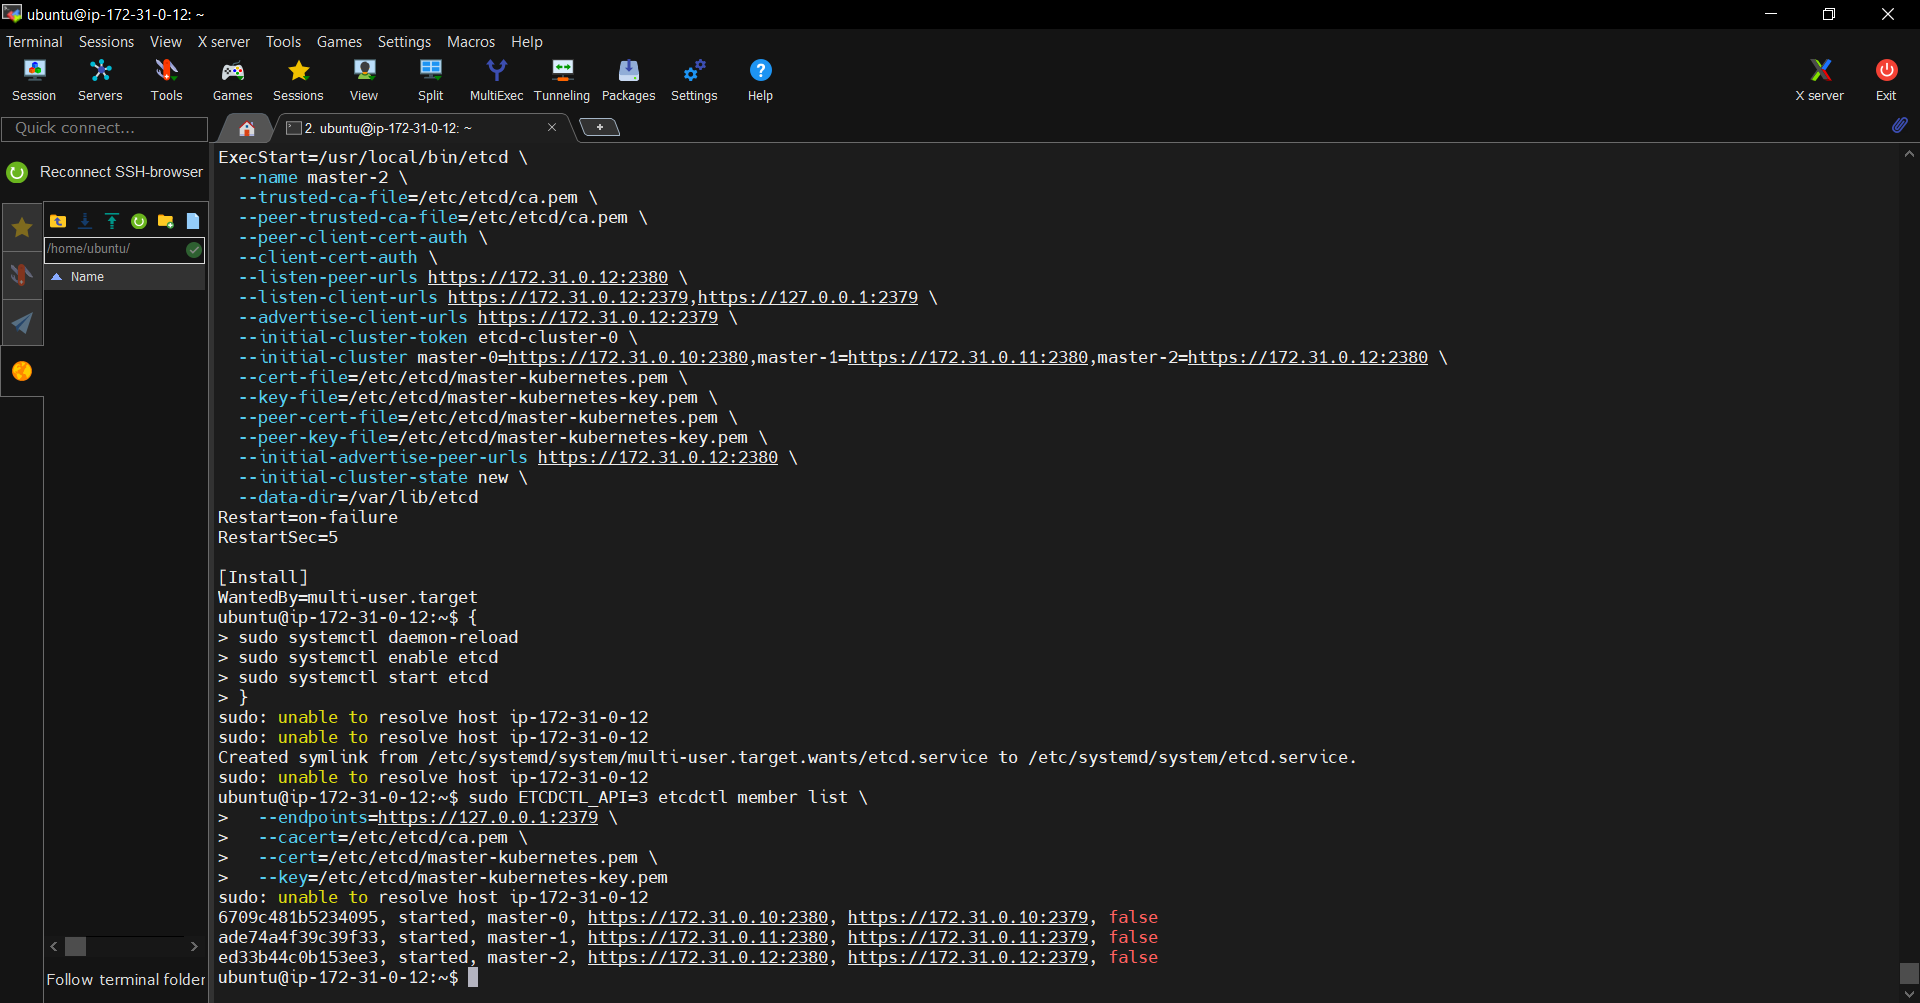 ubuntu@ip-172-31-0-12: ~
Terminal Sessions View X server Tools Games Settings Macros Help
Session Servers Tools Games Sessions View Split MultiExec Tunneling Packages Settings Help X server Exit
Quick connect...
2. ubuntu@ip-172-31-0-12: ~
Reconnect SSH-browser
/home/ubuntu/
Name
Follow terminal folder
ExecStart=/usr/local/bin/etcd \
  --name master-2 \
  --trusted-ca-file=/etc/etcd/ca.pem \
  --peer-trusted-ca-file=/etc/etcd/ca.pem \
  --peer-client-cert-auth \
  --client-cert-auth \
  --listen-peer-urls https://172.31.0.12:2380 \
  --listen-client-urls https://172.31.0.12:2379,https://127.0.0.1:2379 \
  --advertise-client-urls https://172.31.0.12:2379 \
  --initial-cluster-token etcd-cluster-0 \
  --initial-cluster master-0=https://172.31.0.10:2380,master-1=https://172.31.0.11:2380,master-2=https://172.31.0.12:2380 \
  --cert-file=/etc/etcd/master-kubernetes.pem \
  --key-file=/etc/etcd/master-kubernetes-key.pem \
  --peer-cert-file=/etc/etcd/master-kubernetes.pem \
  --peer-key-file=/etc/etcd/master-kubernetes-key.pem \
  --initial-advertise-peer-urls https://172.31.0.12:2380 \
  --initial-cluster-state new \
  --data-dir=/var/lib/etcd
Restart=on-failure
RestartSec=5
[Install]
WantedBy=multi-user.target
ubuntu@ip-172-31-0-12:~$ {
> sudo systemctl daemon-reload
> sudo systemctl enable etcd
> sudo systemctl start etcd
> }
sudo: unable to resolve host ip-172-31-0-12
sudo: unable to resolve host ip-172-31-0-12
Created symlink from /etc/systemd/system/multi-user.target.wants/etcd.service to /etc/systemd/system/etcd.service.
sudo: unable to resolve host ip-172-31-0-12
ubuntu@ip-172-31-0-12:~$ sudo ETCDCTL_API=3 etcdctl member list \
>   --endpoints=https://127.0.0.1:2379 \
>   --cacert=/etc/etcd/ca.pem \
>   --cert=/etc/etcd/master-kubernetes.pem \
>   --key=/etc/etcd/master-kubernetes-key.pem
sudo: unable to resolve host ip-172-31-0-12
6709c481b5234095, started, master-0, https://172.31.0.10:2380, https://172.31.0.10:2379, false
ade74a4f39c39f33, started, master-1, https://172.31.0.11:2380, https://172.31.0.11:2379, false
ed33b44c0b153ee3, started, master-2, https://172.31.0.12:2380, https://172.31.0.12:2379, false
ubuntu@ip-172-31-0-12:~$